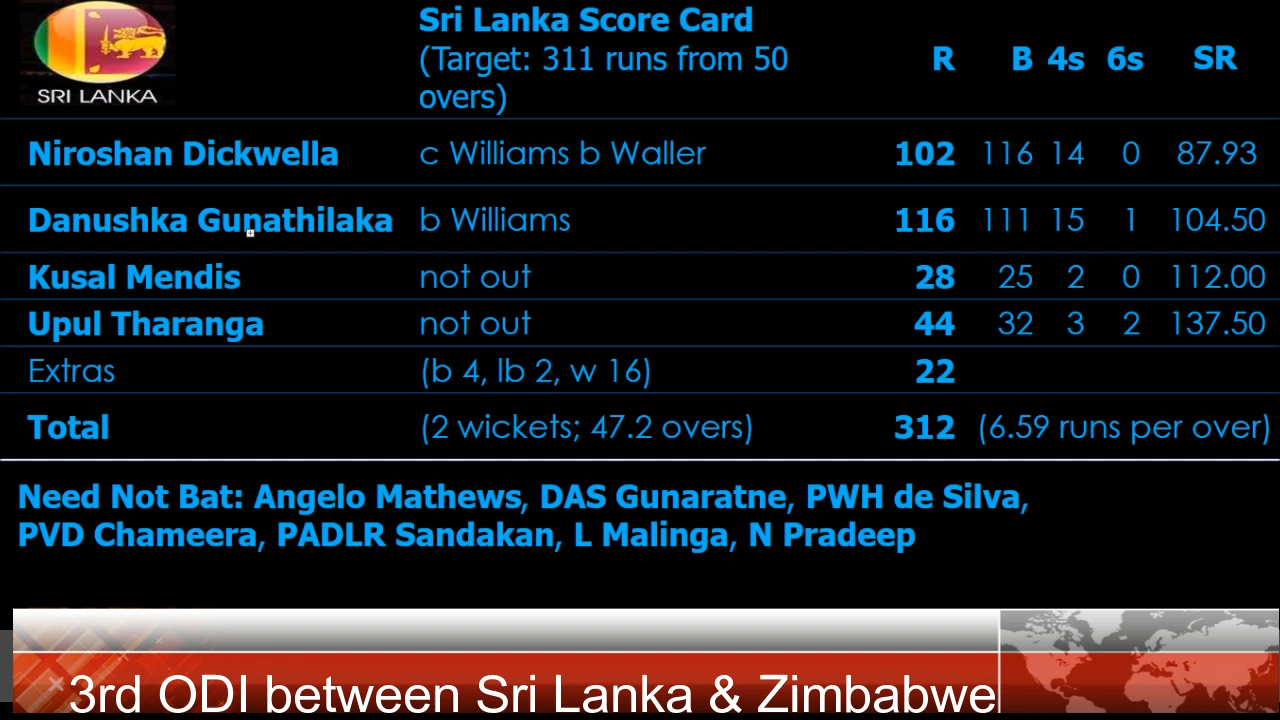 SRI LANKA
Sri Lanka Score Card
(Target: 311 runs from 50
overs)
R B 4s 6s SR
Niroshan Dickwella c Williams b Waller 102 116 14 0 87.93
Danushka Gunathilaka b Williams 116 111 15 1 104.50
Kusal Mendis not out 28 25 2 0 112.00
Upul Tharanga not out 44 32 3 2 137.50
Extras (b 4, lb 2, w 16) 22
Total (2 wickets; 47.2 overs) 312 (6.59 runs per over)
Need Not Bat: Angelo Mathews, DAS Gunaratne, PWH de Silva,
PVD Chameera, PADLR Sandakan, L Malinga, N Pradeep
3rd ODI between Sri Lanka & Zimbabwe